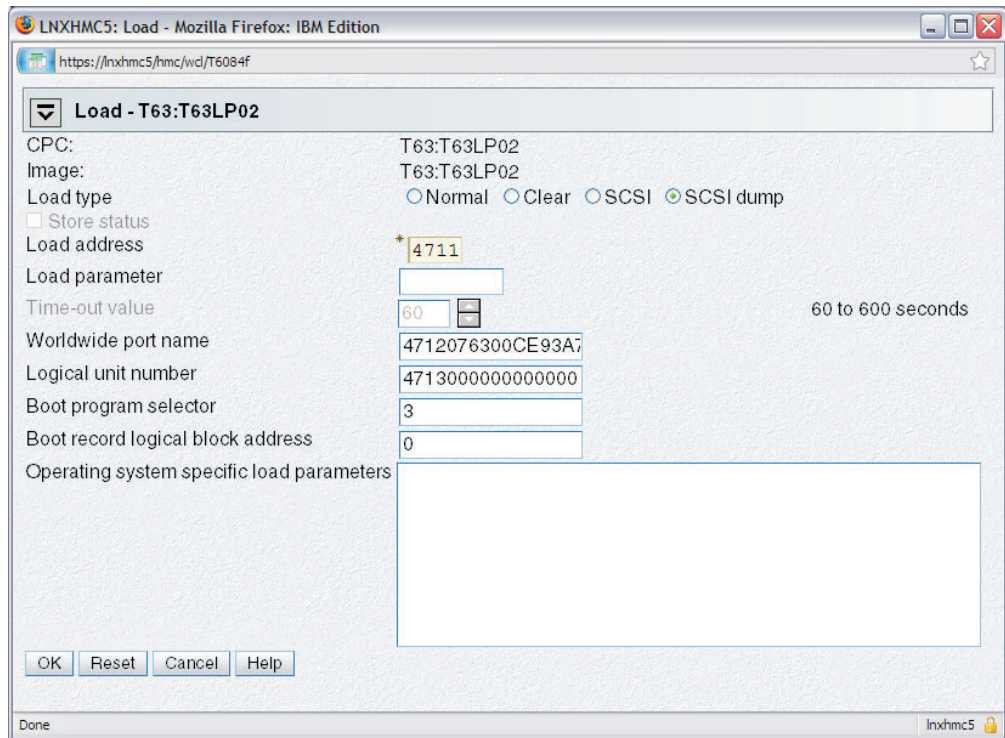 LNXHMC5: Load - Mozilla Firefox: IBM Edition
https://lnxhmc5/hmc/wcl/T6084f
Load - T63:T63LP02
CPC: T63:T63LP02
Image: T63:T63LP02
Load type Normal Clear SCSI SCSI dump
Store status
Load address * 4711
Load parameter
Time-out value 60 60 to 600 seconds
Worldwide port name 4712076300CE93A7
Logical unit number 4713000000000000
Boot program selector 3
Boot record logical block address 0
Operating system specific load parameters
OK Reset Cancel Help
Done lnxhmc5